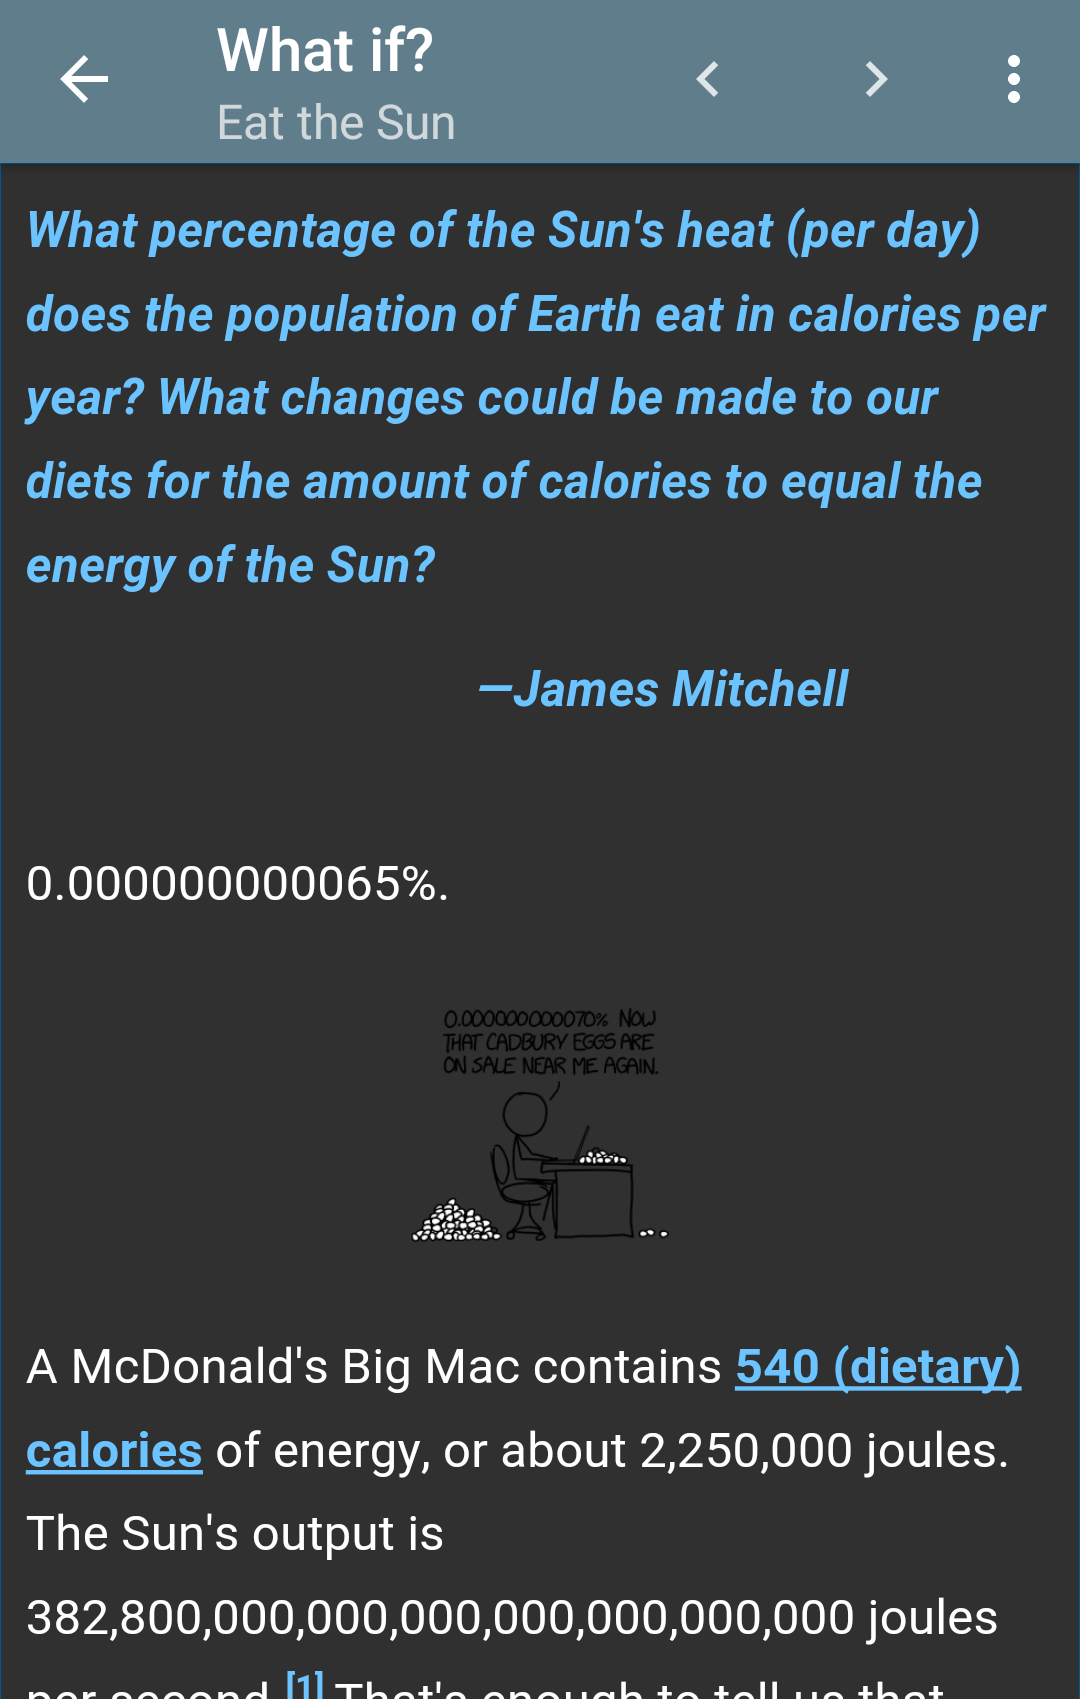 What if?
Eat the Sun
What percentage of the Sun's heat (per day)
does the population of Earth eat in calories per
year? What changes could be made to our
diets for the amount of calories to equal the
energy of the Sun?
—James Mitchell
0.000000000065%.
0.000000000070% NOW
THAT CADBURY EGGS ARE
ON SALE NEAR ME AGAIN.
A McDonald's Big Mac contains 540 (dietary)
calories of energy, or about 2,250,000 joules.
The Sun's output is
382,800,000,000,000,000,000,000,000 joules
per second.[1] That's enough to tell us that